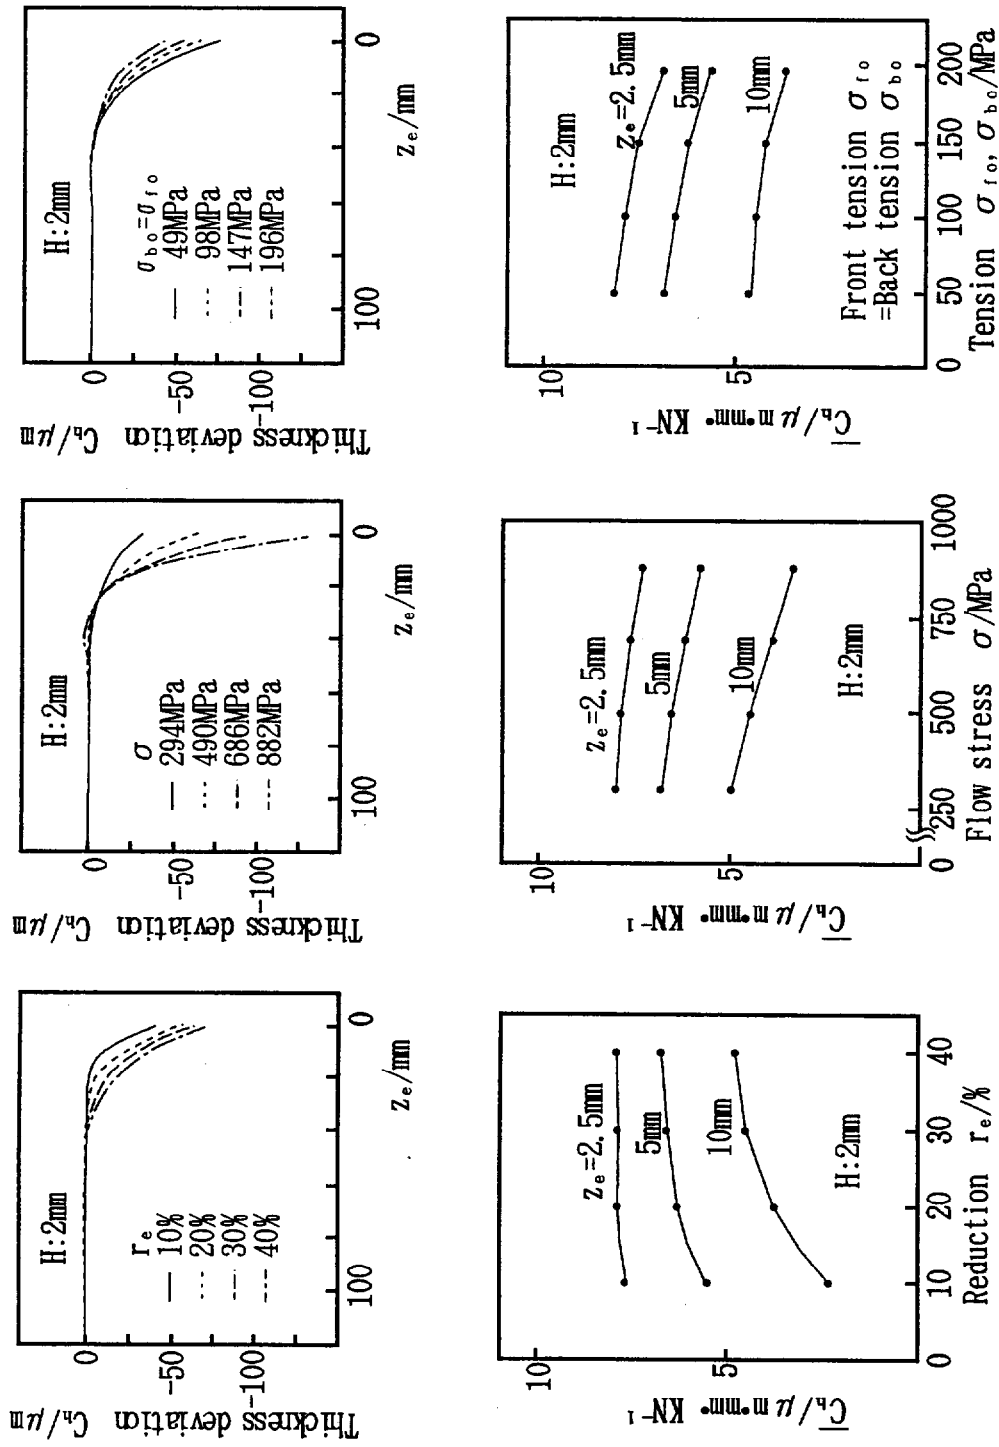 Thickness deviation C_h/μm
0
-50
-100
H:2mm
r_e
10%
20%
30%
40%
100
0
z_e/mm
Thickness deviation C_h/μm
0
-50
-100
H:2mm
σ
294MPa
490MPa
686MPa
882MPa
100
0
z_e/mm
Thickness deviation C_h/μm
0
-50
-100
H:2mm
σ_bo=σ_fo
49MPa
98MPa
147MPa
196MPa
100
0
z_e/mm
C̅_h/μm·mm·KN⁻¹
10
5
z_e=2.5mm
5mm
10mm
H:2mm
0 10 20 30 40
Reduction r_e/%
C̅_h/μm·mm·KN⁻¹
10
5
z_e=2.5mm
5mm
10mm
H:2mm
0 250 500 750 1000
Flow stress σ/MPa
C̅_h/μm·mm·KN⁻¹
10
5
H:2mm
z_e=2.5mm
5mm
10mm
Front tension σ_fo
=Back tension σ_bo
0 50 100 150 200
Tension σ_fo, σ_bo/MPa